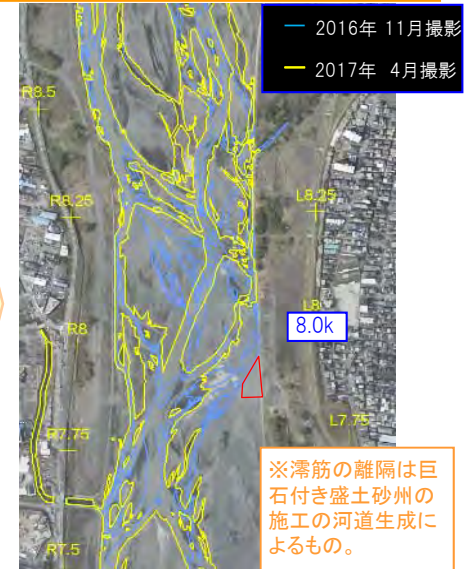 2016年 11月撮影
2017年 4月撮影
R8.5
R8.25
L8.25
L8
8.0k
R8
L7.75
R7.75
R7.5
※澪筋の離隔は巨
石付き盛土砂州の
施工の河道生成に
よるもの。